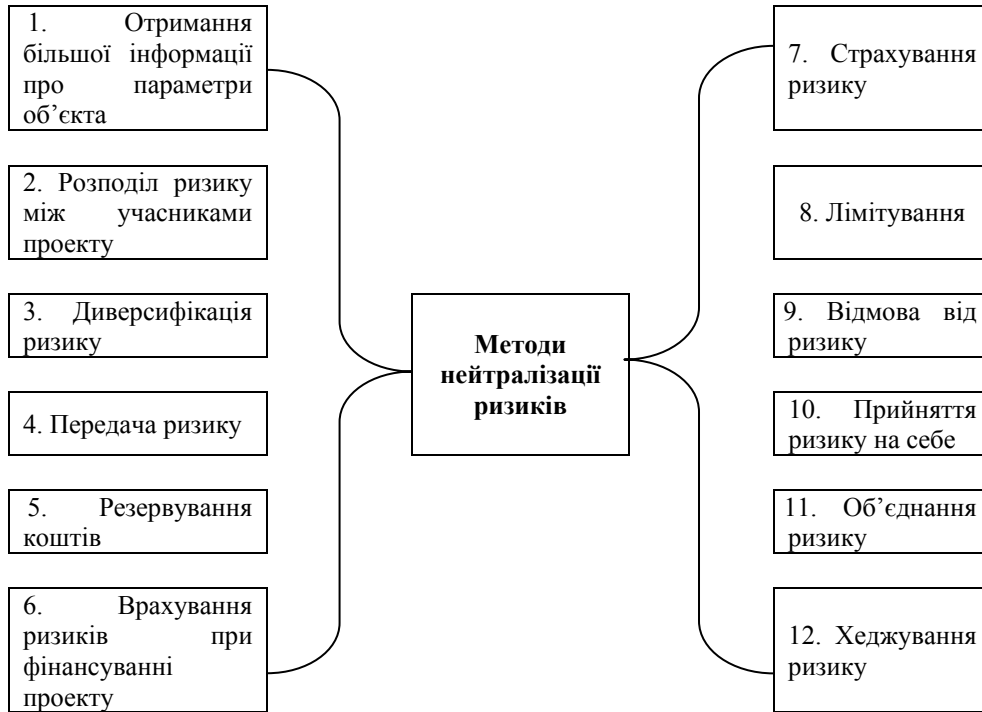 1. Отримання
більшої інформації
про параметри
об’єкта
2. Розподіл ризику
між учасниками
проекту
3. Диверсифікація
ризику
4. Передача ризику
5. Резервування
коштів
6. Врахування
ризиків при
фінансуванні
проекту
Методи
нейтралізації
ризиків
7. Страхування
ризику
8. Лімітування
9. Відмова від
ризику
10. Прийняття
ризику на себе
11. Об’єднання
ризику
12. Хеджування
ризику